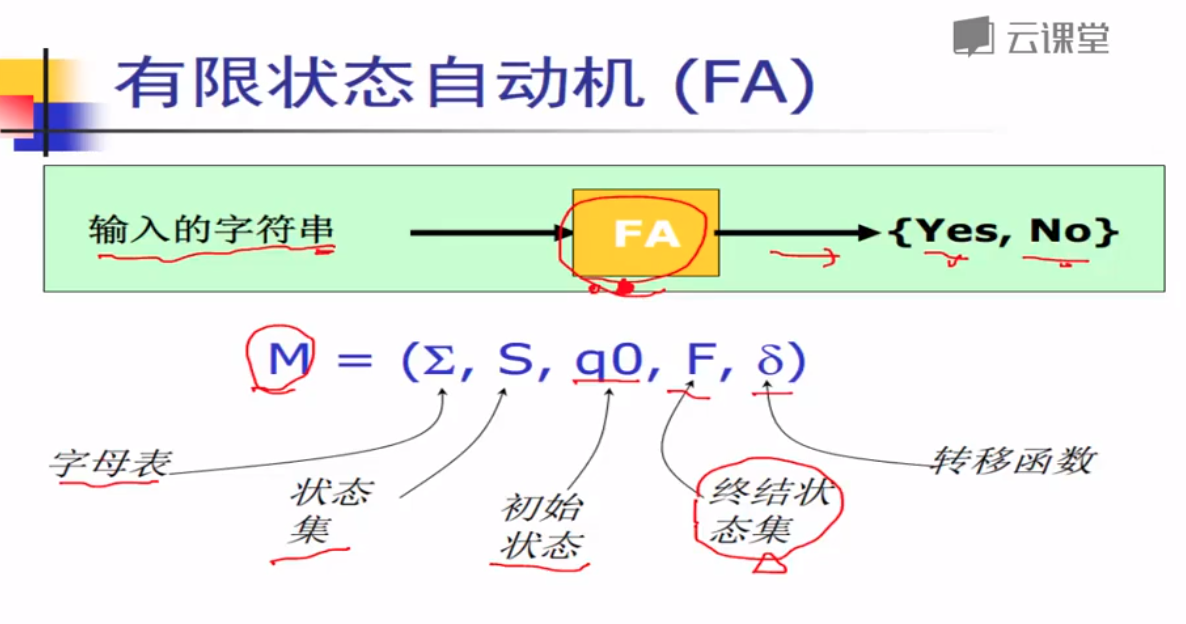 云课堂
有限状态自动机 (FA)
输入的字符串
FA
{Yes, No}
M = (Σ, S, q0, F, δ)
字母表
状态
集
初始
状态
终结状
态集
转移函数